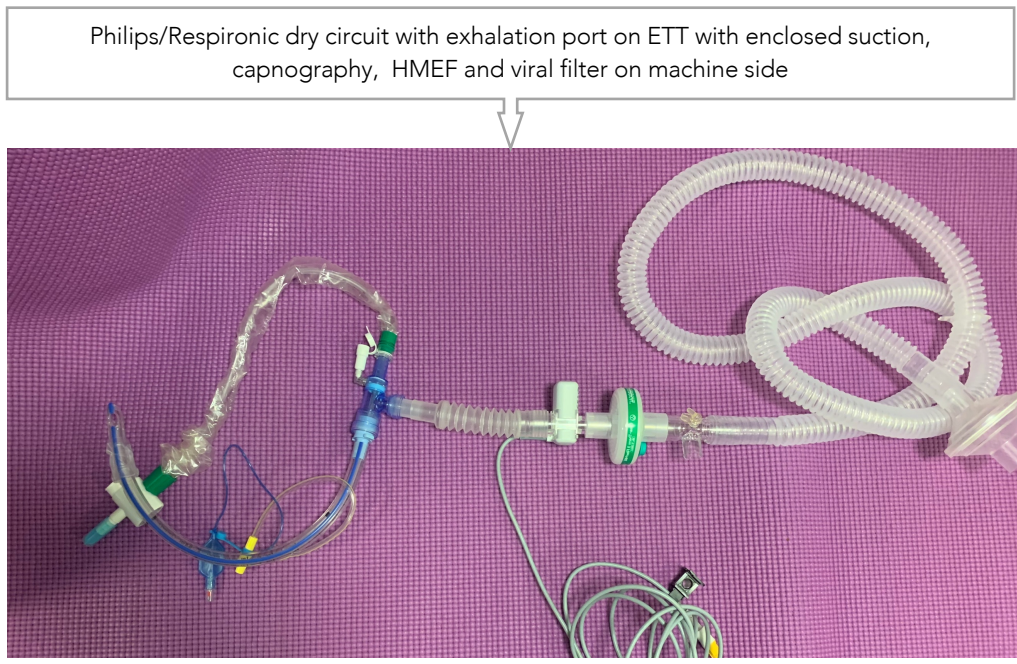 Philips/Respironic dry circuit with exhalation port on ETT with enclosed suction,
capnography, HMEF and viral filter on machine side